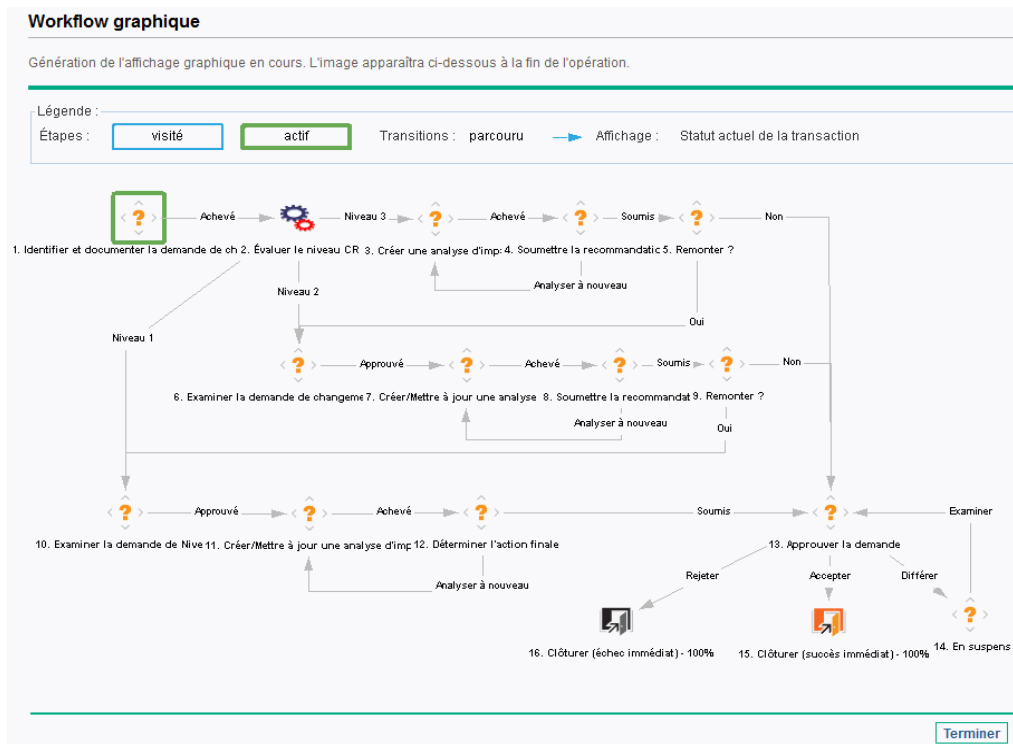 Workflow graphique
Génération de l'affichage graphique en cours. L'image apparaîtra ci-dessous à la fin de l'opération.
Légende :
Étapes : visité actif Transitions : parcouru Affichage : Statut actuel de la transaction
? Achevé Niveau 3 ? Achevé ? Soumis ? Non
1. Identifier et documenter la demande de ch 2. Évaluer le niveau CR 3. Créer une analyse d'imp 4. Soumettre la recommandatic 5. Remonter ?
Analyser à nouveau
Niveau 2
Oui
Niveau 1
? Approuvé ? Achevé ? Soumis ? Non
6. Examiner la demande de changeme 7. Créer/Mettre à jour une analyse 8. Soumettre la recommandat 9. Remonter ?
Analyser à nouveau
Oui
? Approuvé ? Achevé ? Soumis ? Examiner
10. Examiner la demande de Nive 11. Créer/Mettre à jour une analyse d'imp 12. Déterminer l'action finale 13. Approuver la demande
Analyser à nouveau
Rejeter Accepter Différer
?
16. Clôturer (échec immédiat) - 100% 15. Clôturer (succès immédiat) - 100% 14. En suspens
Terminer